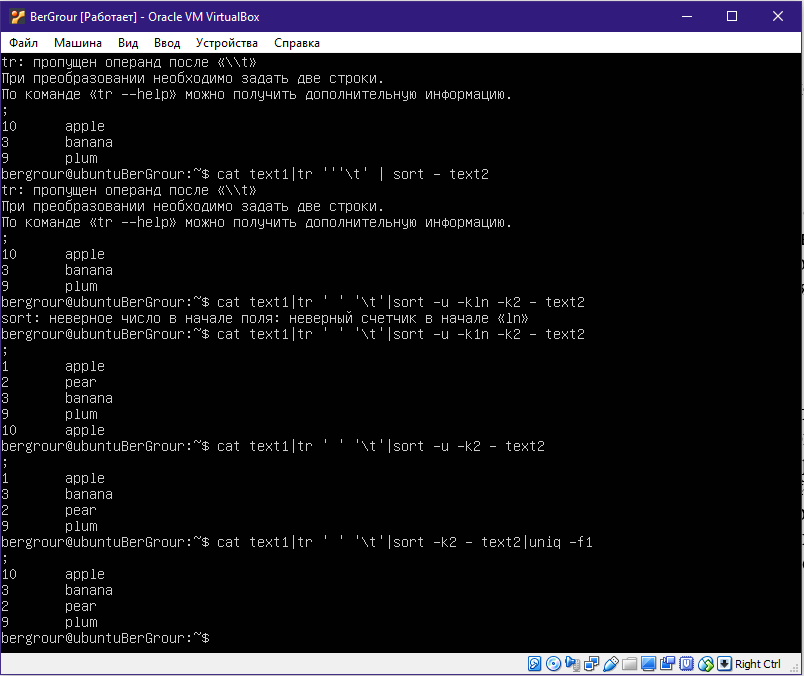 BerGrour [Работает] - Oracle VM VirtualBox
Файл Машина Вид Ввод Устройства Справка
tr: пропущен операнд после «\\t»
При преобразовании необходимо задать две строки.
По команде «tr --help» можно получить дополнительную информацию.
;
10 apple
3 banana
9 plum
bergrour@ubuntuBerGrour:~$ cat text1|tr '''\t' | sort - text2
tr: пропущен операнд после «\\t»
При преобразовании необходимо задать две строки.
По команде «tr --help» можно получить дополнительную информацию.
;
10 apple
3 banana
9 plum
bergrour@ubuntuBerGrour:~$ cat text1|tr ' ' '\t'|sort -u -kln -k2 - text2
sort: неверное число в начале поля: неверный счетчик в начале «ln»
bergrour@ubuntuBerGrour:~$ cat text1|tr ' ' '\t'|sort -u -k1n -k2 - text2
;
1 apple
2 pear
3 banana
9 plum
10 apple
bergrour@ubuntuBerGrour:~$ cat text1|tr ' ' '\t'|sort -u -k2 - text2
;
1 apple
3 banana
2 pear
9 plum
bergrour@ubuntuBerGrour:~$ cat text1|tr ' ' '\t'|sort -k2 - text2|uniq -f1
;
10 apple
3 banana
2 pear
9 plum
bergrour@ubuntuBerGrour:~$
Right Ctrl